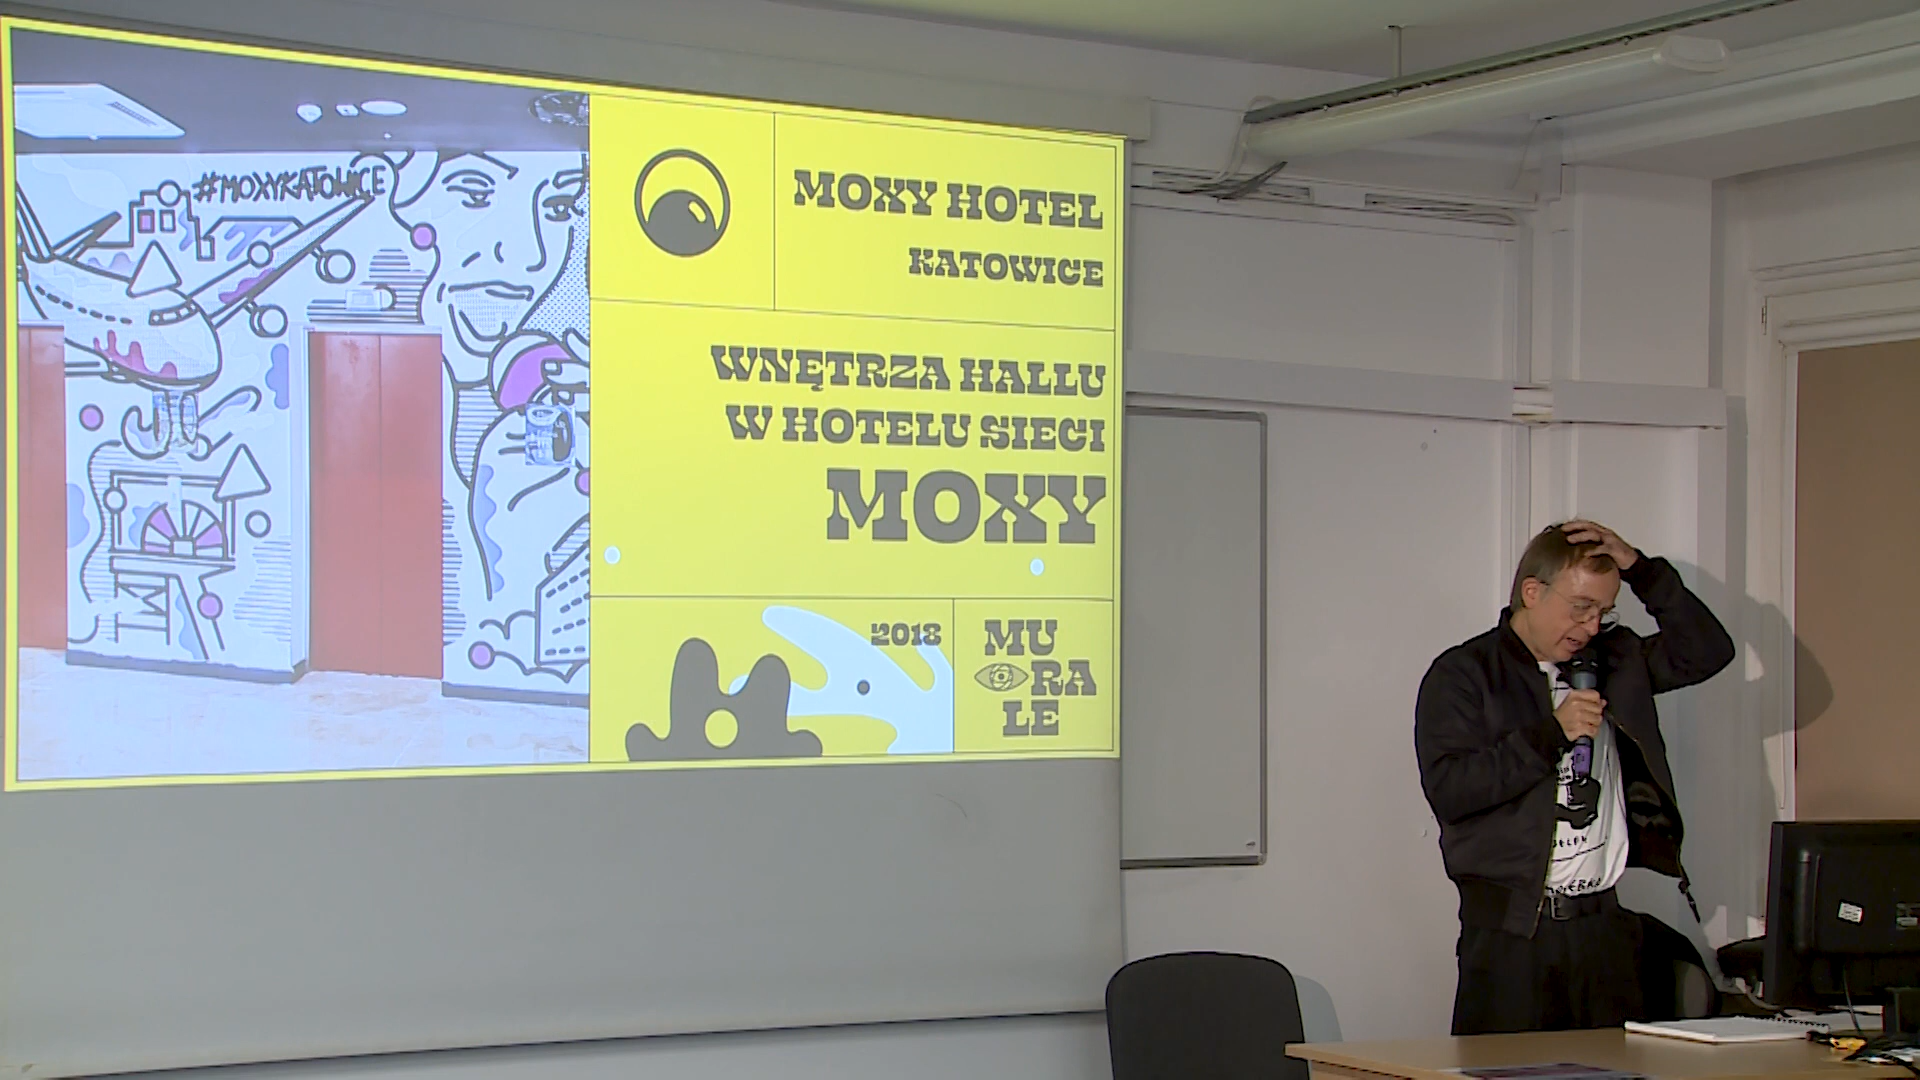 #MOXYKATOWICE
MOXY HOTEL
KATOWICE
WNĘTRZA HALLU
W HOTELU SIECI
MOXY
2018
MU
RA
LE